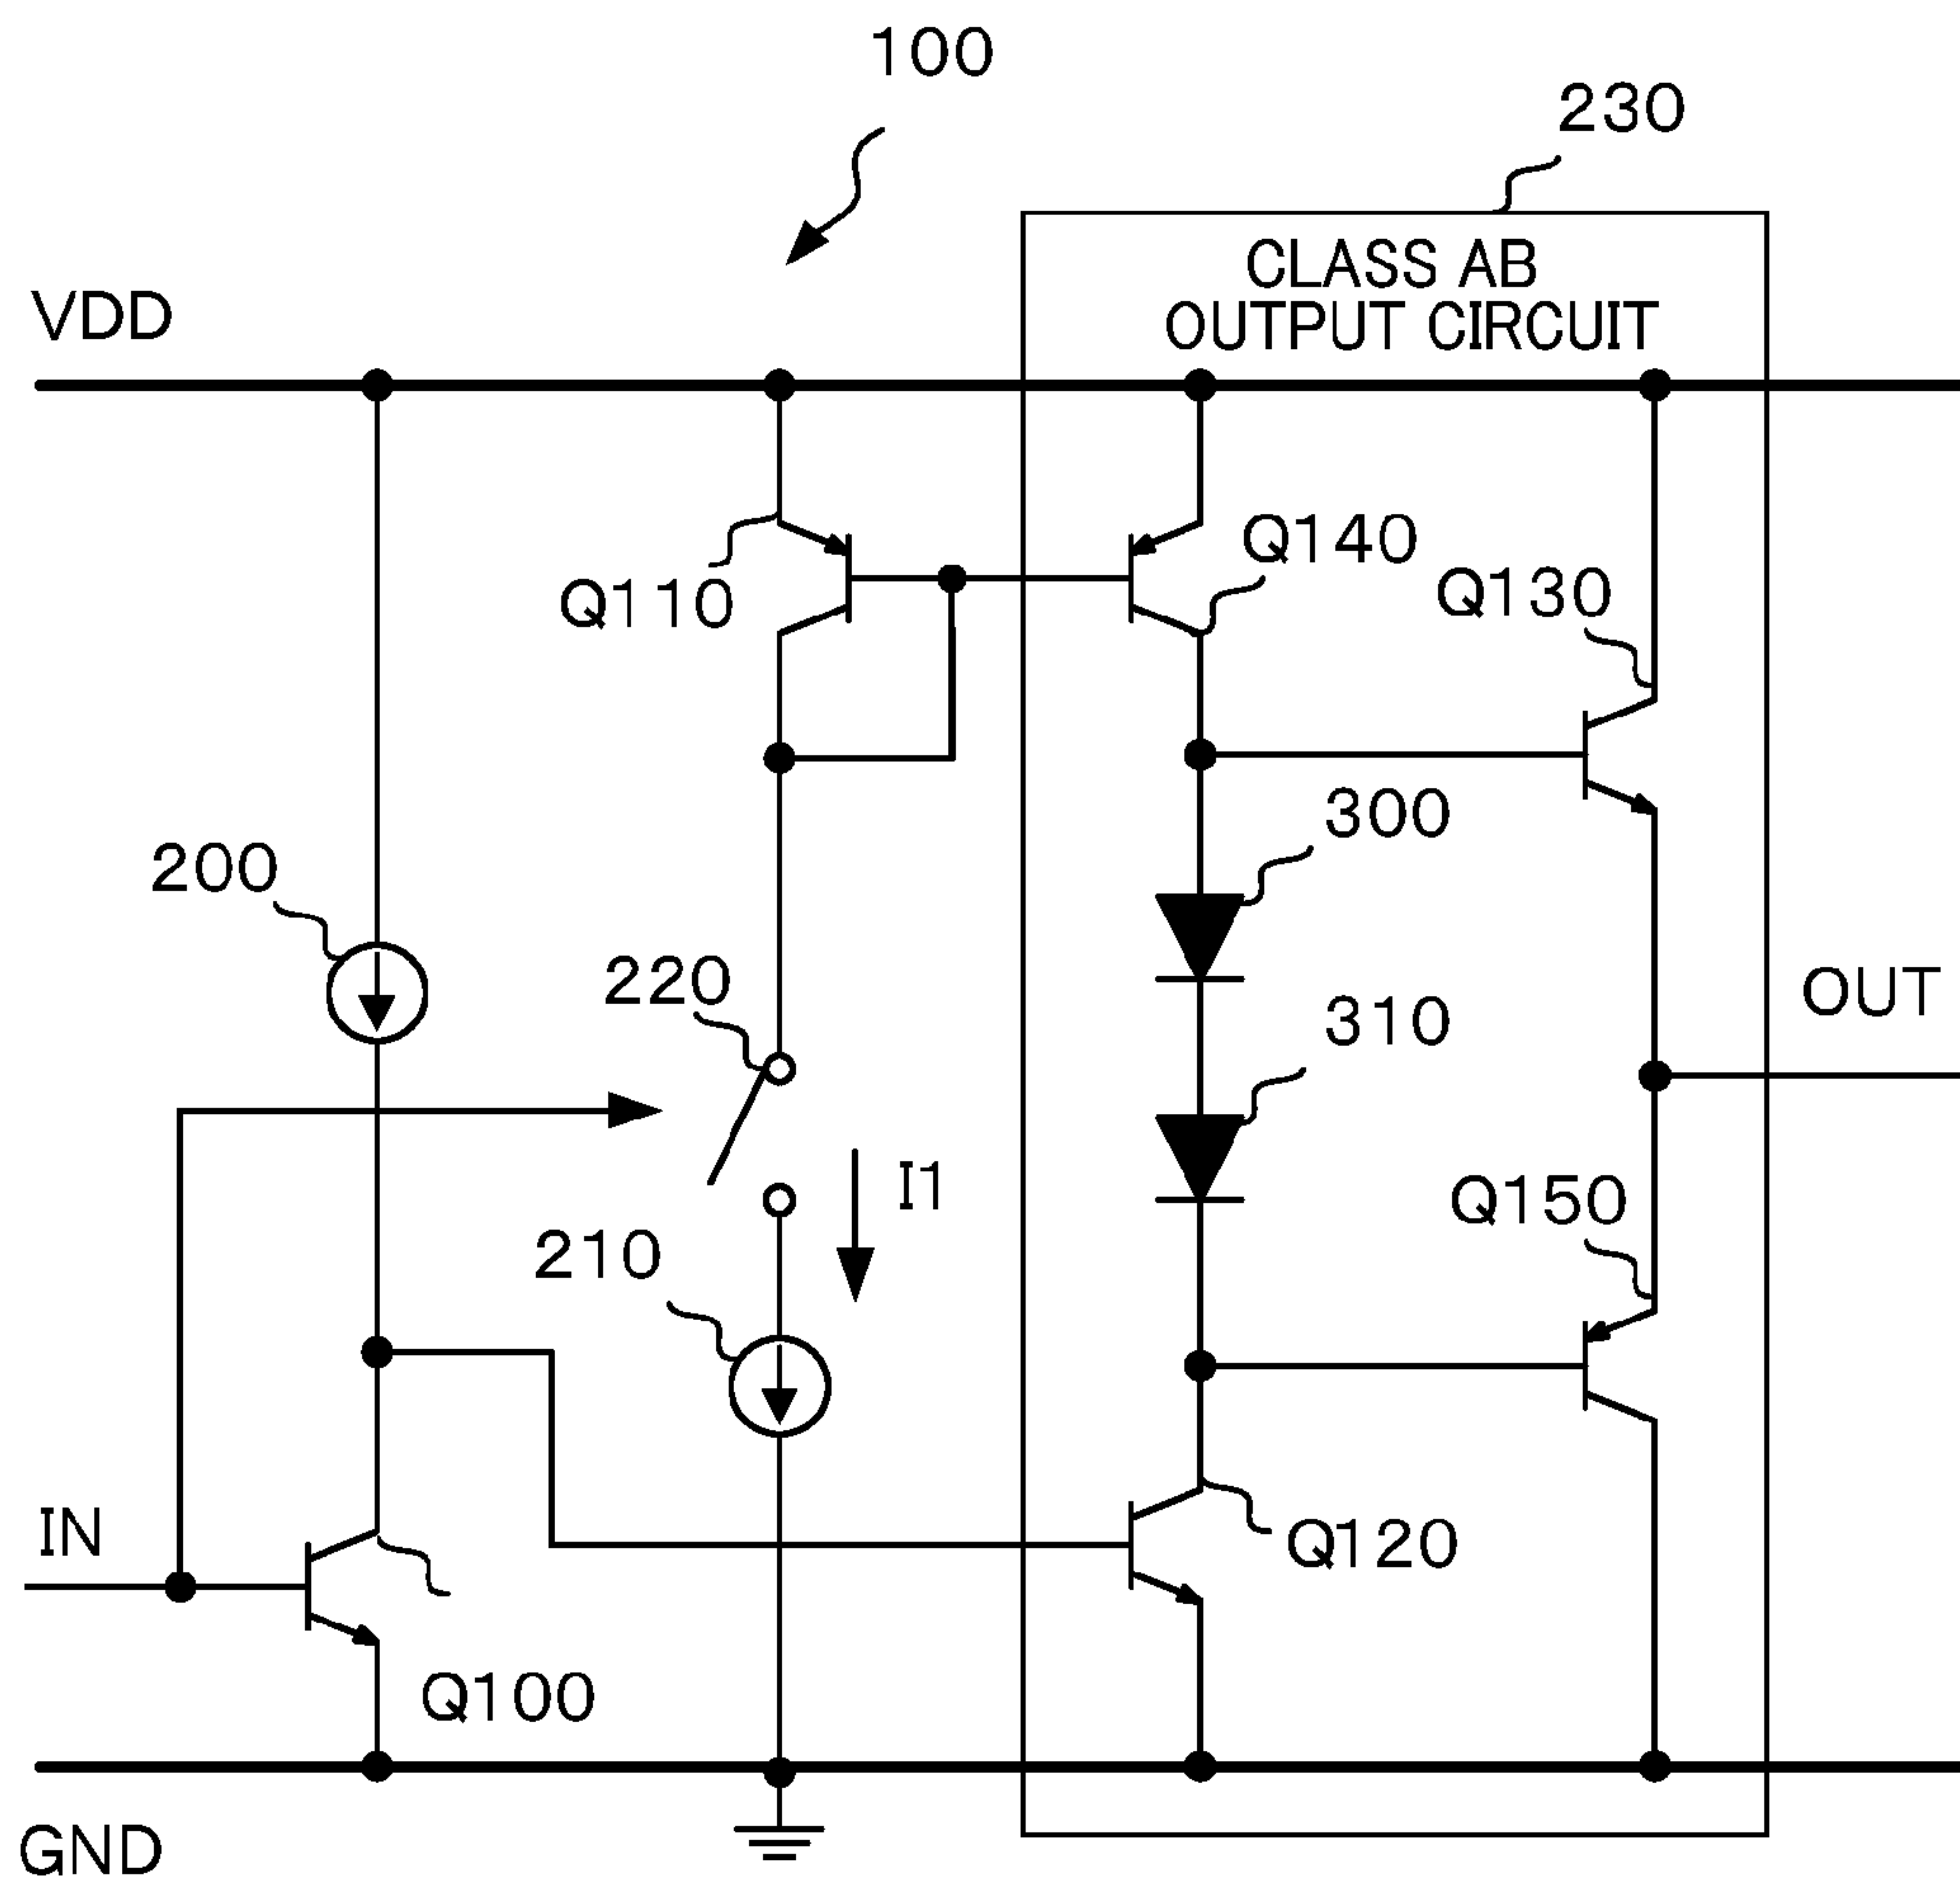 100
230
CLASS AB
OUTPUT CIRCUIT
VDD
Q140
Q110
Q130
300
200
220
310
OUT
I1
Q150
210
IN
Q120
Q100
GND